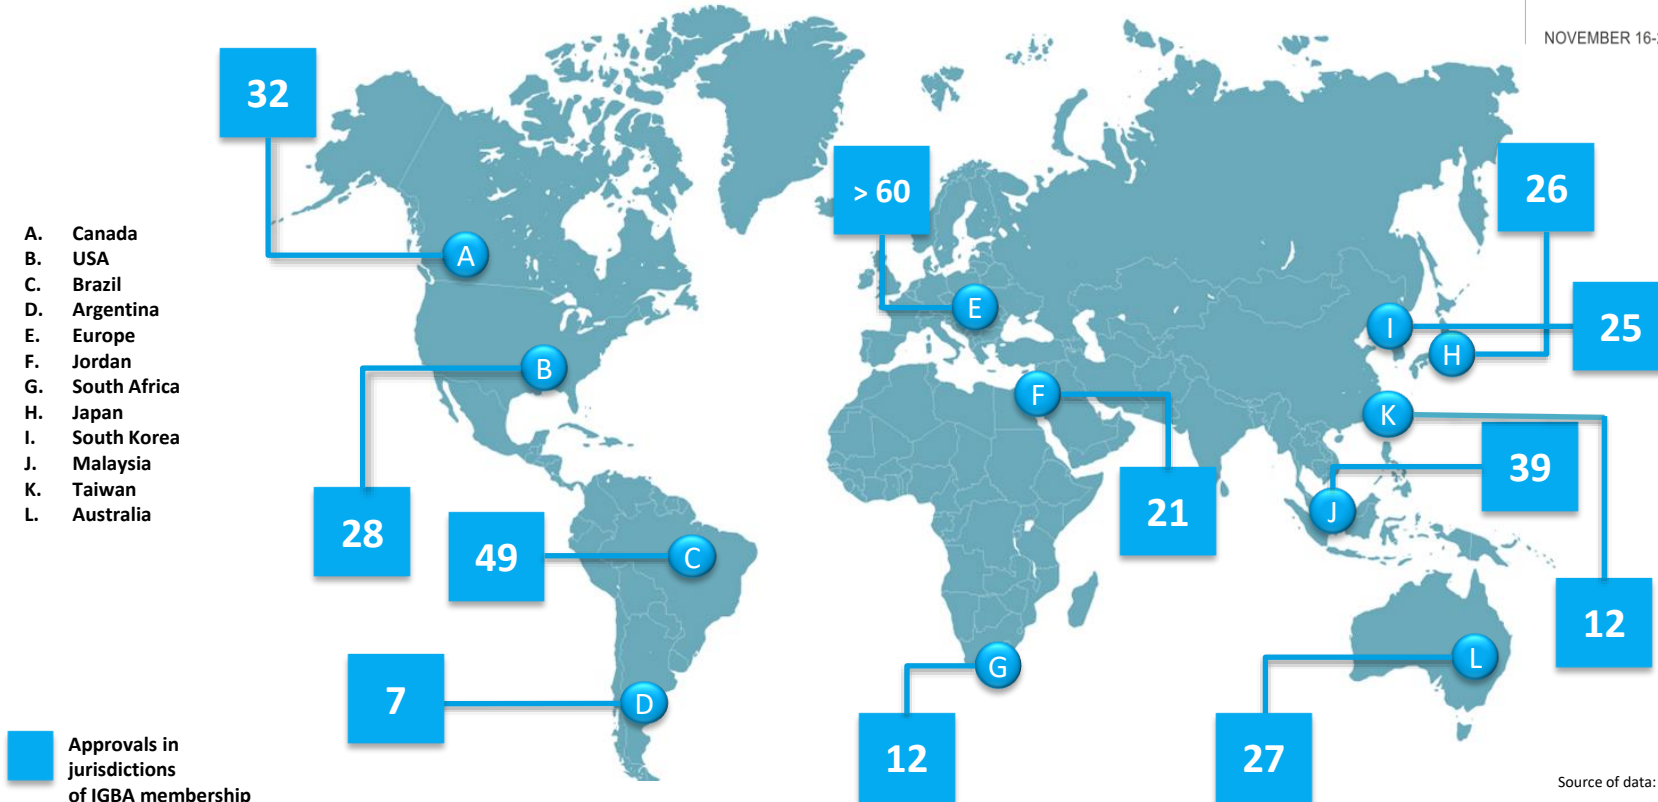 NOVEMBER 16-
32
> 60
26
A. Canada
B. USA
C. Brazil
D. Argentina
E. Europe
F. Jordan
G. South Africa
H. Japan
I. South Korea
J. Malaysia
K. Taiwan
L. Australia
A
E
I
25
H
B
F
K
39
28
21
J
49
C
12
L
G
7
D
12
27
Approvals in
jurisdictions
of IGBA membership
Source of data: